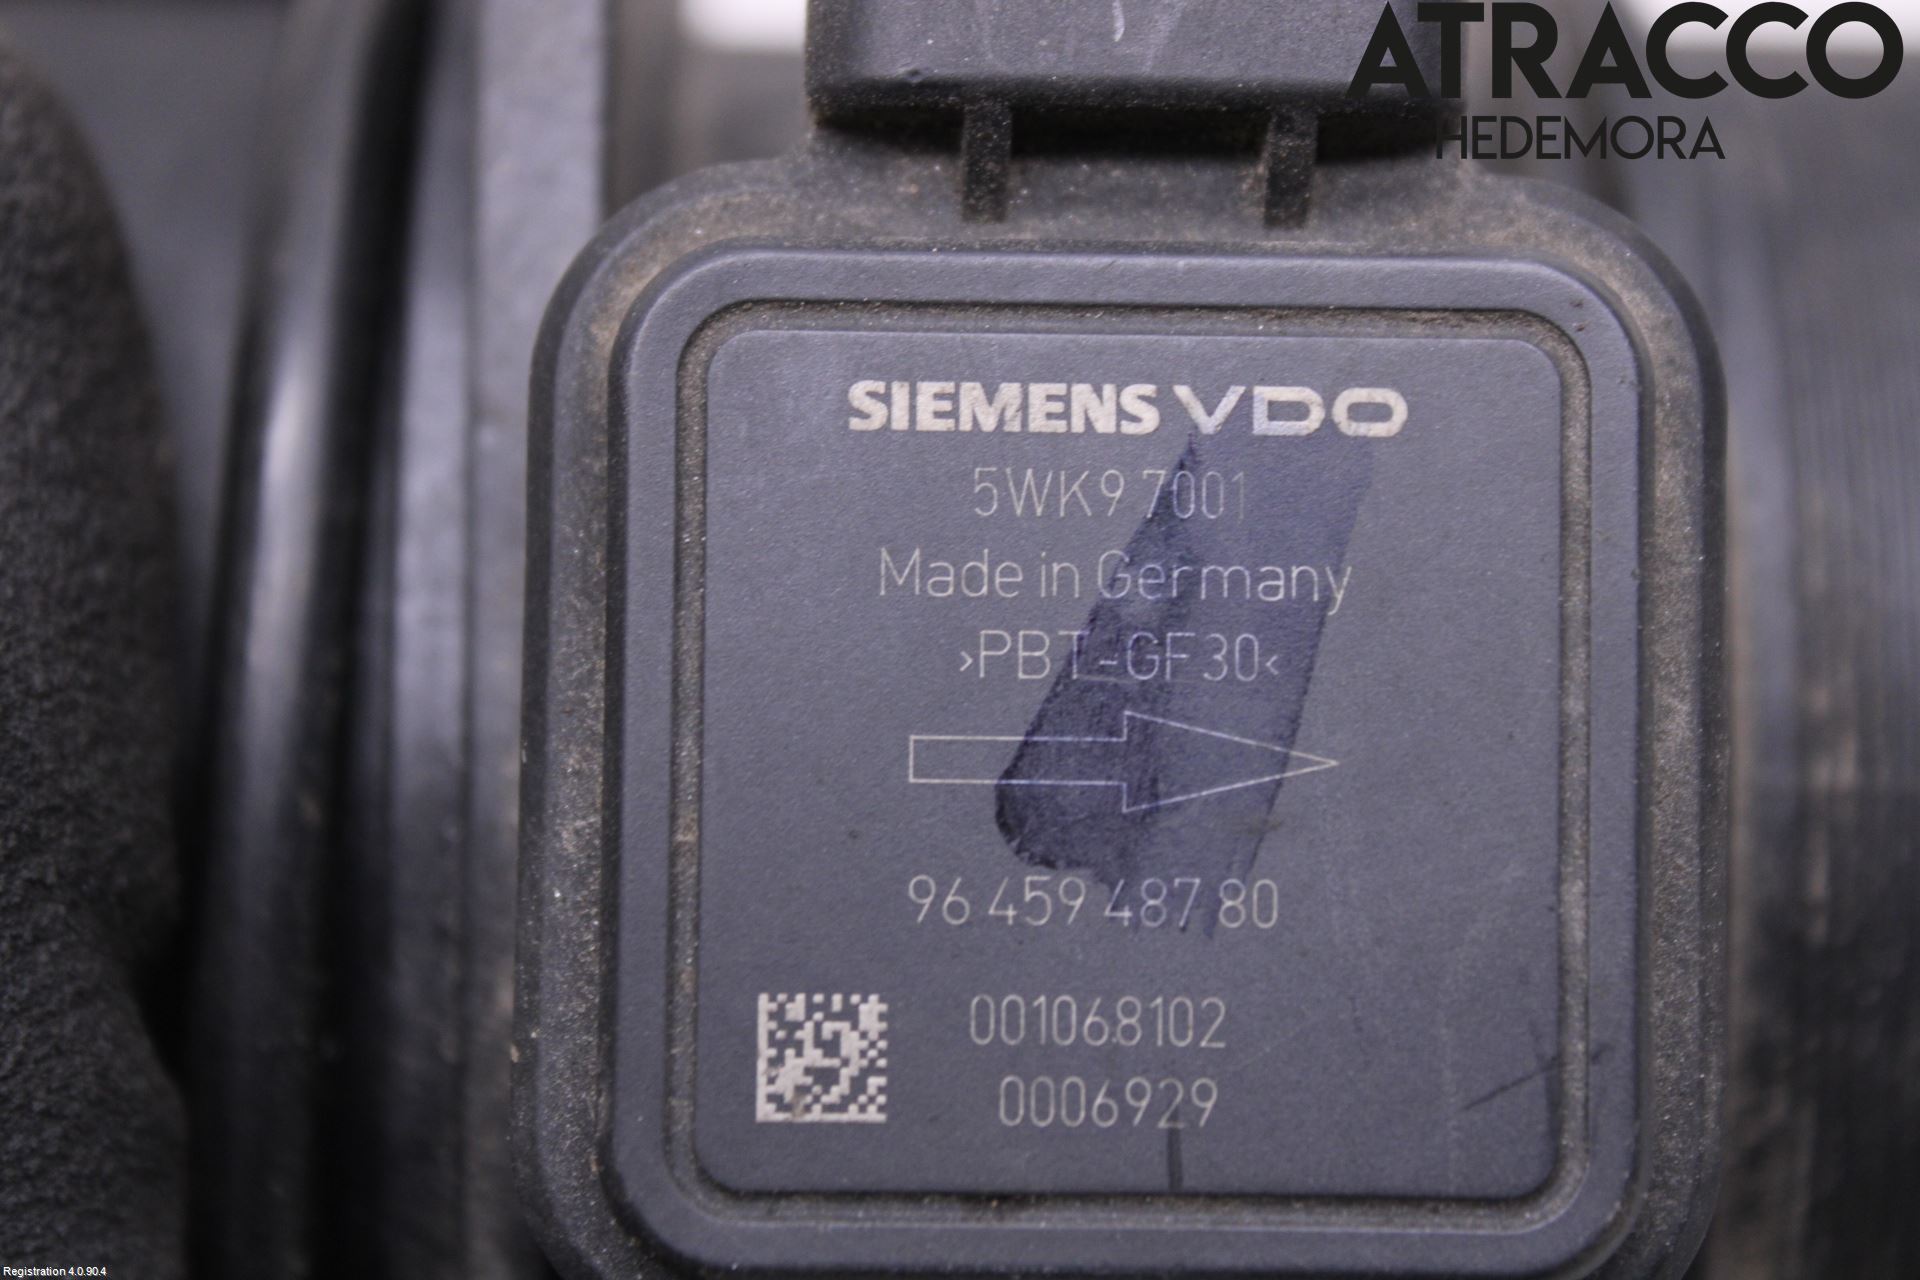 ATRACCO
HEDEMORA
SIEMENS VDO
5WK9 7001
Made in Germany
>PBT-GF30<
96 459 487 80
001068102
0006929
Registration 4.0.90.4